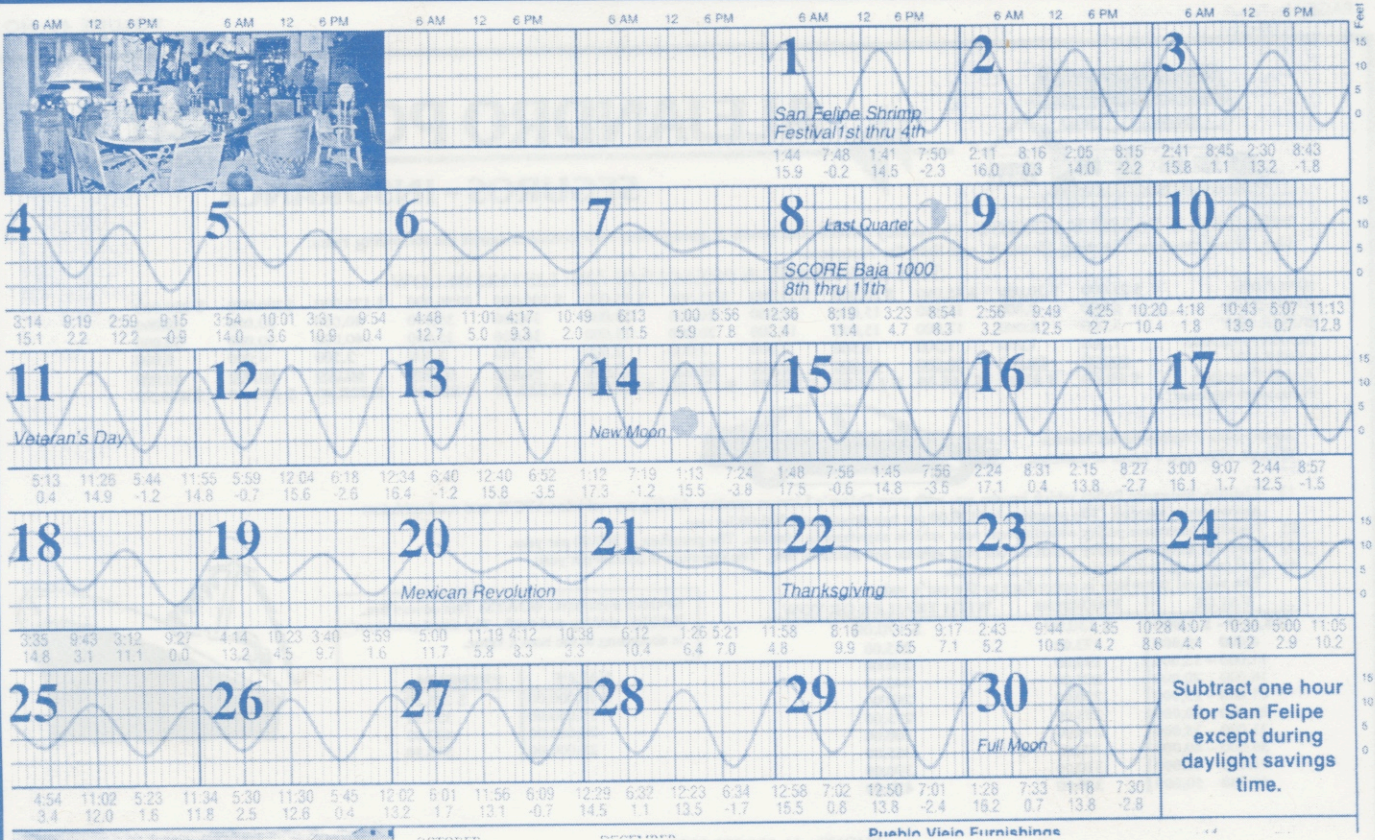 6 AM 12 6 PM 6 AM 12 6 PM 6 AM 12 6 PM 6 AM 12 6 PM 6 AM 12 6 PM 6 AM 12 6 PM 6 AM 12 6 PM Feet
1 2 3
15
10
5
0
San Felipe Shrimp
Festival1st thru 4th
1:44 7:48 1:41 7:50 2:11 8:16 2:05 8:15 2:41 8:45 2:30 8:43
15.9 -0.2 14.5 -2.3 16.0 0.3 14.0 -2.2 15.8 1.1 13.2 -1.8
4 5 6 7 8 Last Quarter 9 10
15
10
5
0
SCORE Baja 1000
8th thru 11th
3:14 9:19 2:59 9:15 3:54 10:01 3:31 9:54 4:48 11:01 4:17 10:49 6:13 1:00 5:56 12:36 8:19 3:23 8:54 2:56 9:49 4:25 10:20 4:18 10:43 5:07 11:13
15.1 2.2 12.2 -0.9 14.0 3.6 10.9 0.4 12.7 5.0 9.3 2.0 11.5 5.9 7.8 3.4 11.4 4.7 8.3 3.2 12.5 2.7 10.4 1.8 13.9 0.7 12.8
11 12 13 14 15 16 17
15
10
5
0
Veteran's Day New Moon
5:13 11:26 5:44 11:55 5:59 12:04 6:18 12:34 6:40 12:40 6:52 1:12 7:19 1:13 7:24 1:48 7:56 1:45 7:56 2:24 8:31 2:15 8:27 3:00 9:07 2:44 8:57
0.4 14.9 -1.2 14.8 -0.7 15.6 -2.6 16.4 -1.2 15.8 -3.5 17.3 -1.2 15.5 -3.8 17.5 -0.6 14.8 -3.5 17.1 0.4 13.8 -2.7 16.1 1.7 12.5 -1.5
18 19 20 21 22 23 24
15
10
5
0
Mexican Revolution Thanksgiving
3:35 9:43 3:12 9:27 4:14 10:23 3:40 9:59 5:00 11:19 4:12 10:38 6:12 1:26 5:21 11:58 8:16 3:57 9:17 2:43 9:44 4:35 10:28 4:07 10:30 5:00 11:05
14.8 3.1 11.1 0.0 13.2 4.5 9.7 1.6 11.7 5.8 8.3 3.3 10.4 6.4 7.0 4.8 9.9 5.5 7.1 5.2 10.5 4.2 8.6 4.4 11.2 2.9 10.2
25 26 27 28 29 30
15
10
5
0
Full Moon
Subtract one hour
for San Felipe
except during
daylight savings
time.
4:54 11:02 5:23 11:34 5:30 11:30 5:45 12:02 6:01 11:56 6:09 12:29 6:32 12:23 6:34 12:58 7:02 12:50 7:01 1:28 7:33 1:18 7:30
3.4 12.0 1.6 11.8 2.5 12.6 0.4 13.2 1.7 13.1 -0.7 14.5 1.1 13.5 -1.7 15.5 0.8 13.8 -2.4 16.2 0.7 13.8 -2.8
OCTOBER DECEMBER Pueblo Viejo Furnishings